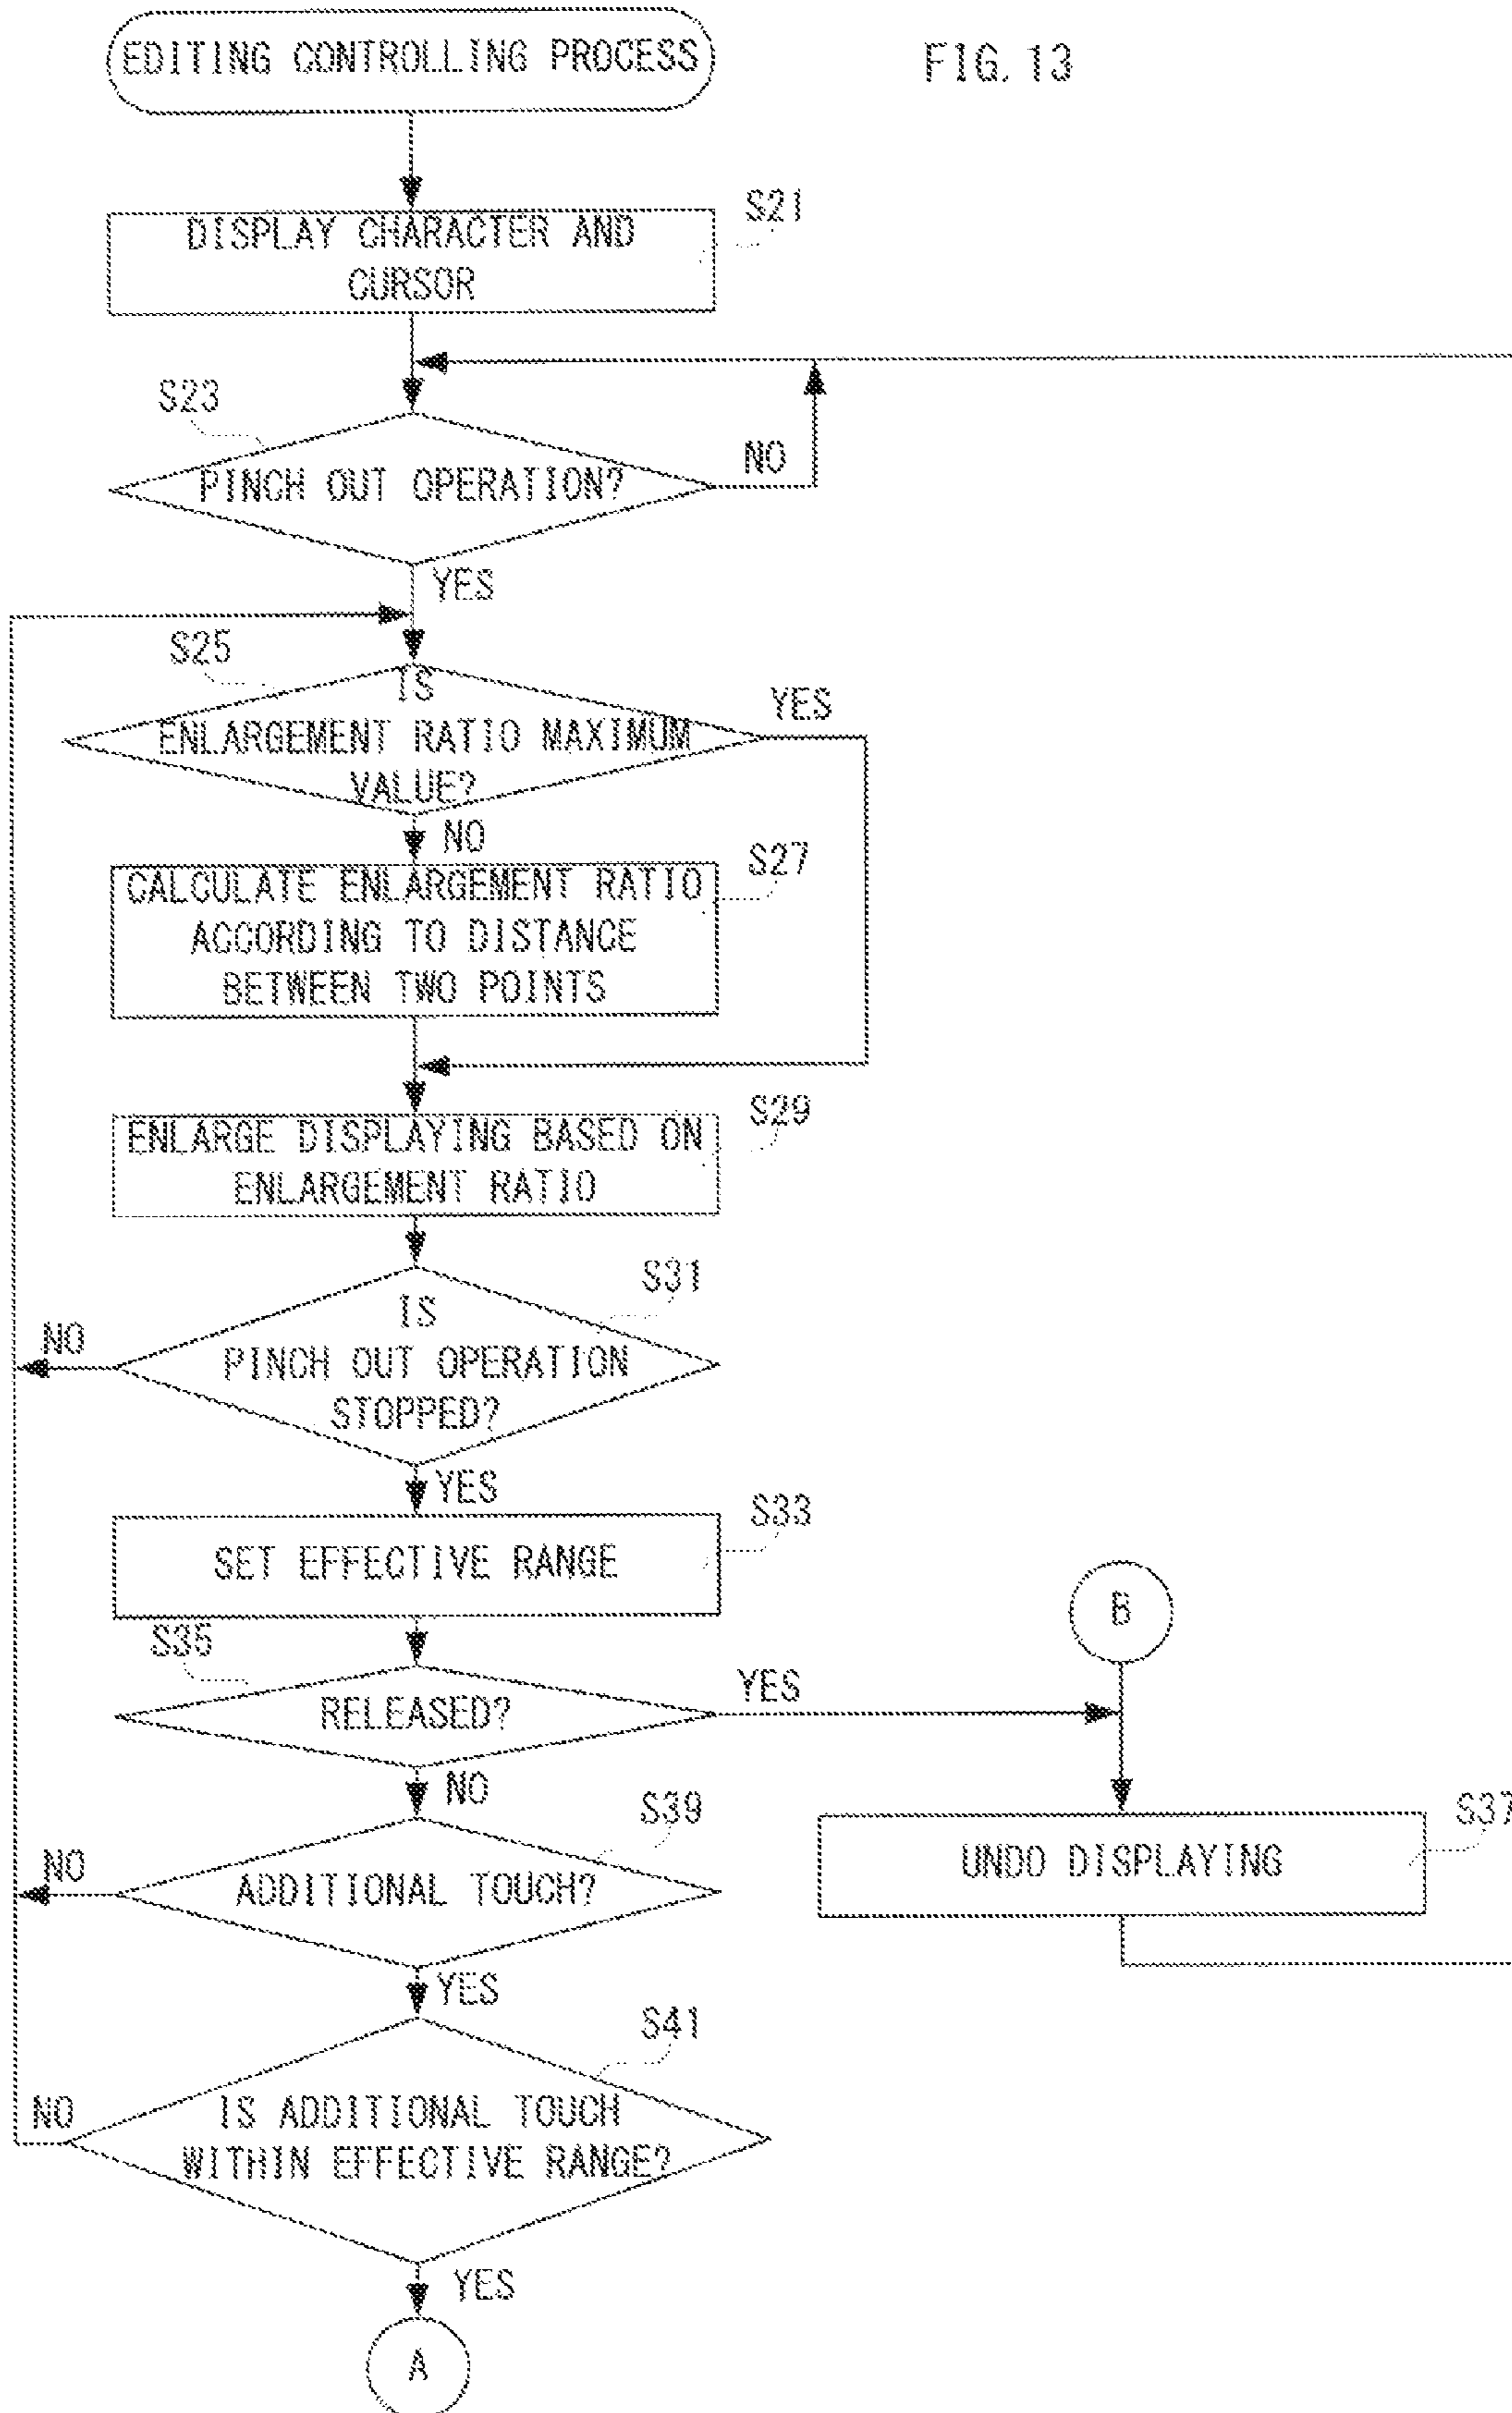 EDITING CONTROLLING PROCESS
FIG. 13
S21
DISPLAY CHARACTER AND
CURSOR
S23
PINCH OUT OPERATION?
NO
YES
S25
IS
ENLARGEMENT RATIO MAXIMUM
VALUE?
YES
NO
S27
CALCULATE ENLARGEMENT RATIO
ACCORDING TO DISTANCE
BETWEEN TWO POINTS
S29
ENLARGE DISPLAYING BASED ON
ENLARGEMENT RATIO
S31
IS
PINCH OUT OPERATION
STOPPED?
NO
YES
S33
SET EFFECTIVE RANGE
S35
RELEASED?
YES
B
NO
S37
UNDO DISPLAYING
S39
ADDITIONAL TOUCH?
NO
YES
S41
IS ADDITIONAL TOUCH
WITHIN EFFECTIVE RANGE?
NO
YES
A